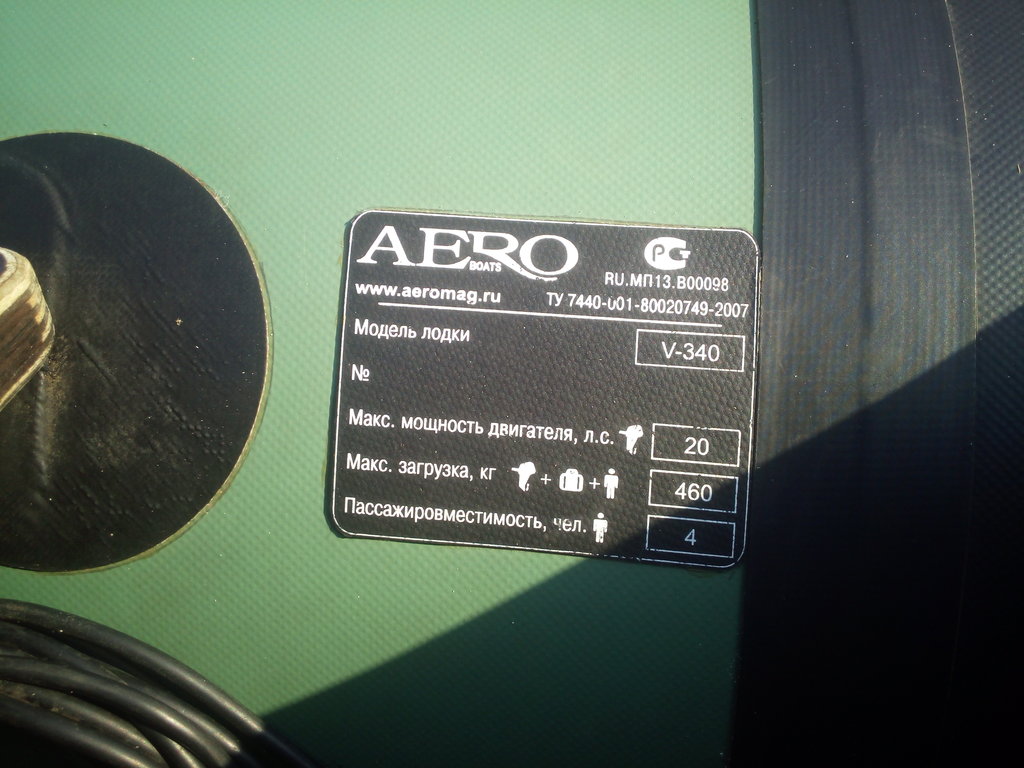 AERO
BOATS
РСТ
RU.МП13.В00098
www.aeromag.ru
ТУ 7440-001-80020749-2007
Модель лодки V-340
№
Макс. мощность двигателя, л.с. 20
Макс. загрузка, кг + + 460
Пассажировместимость, чел. 4